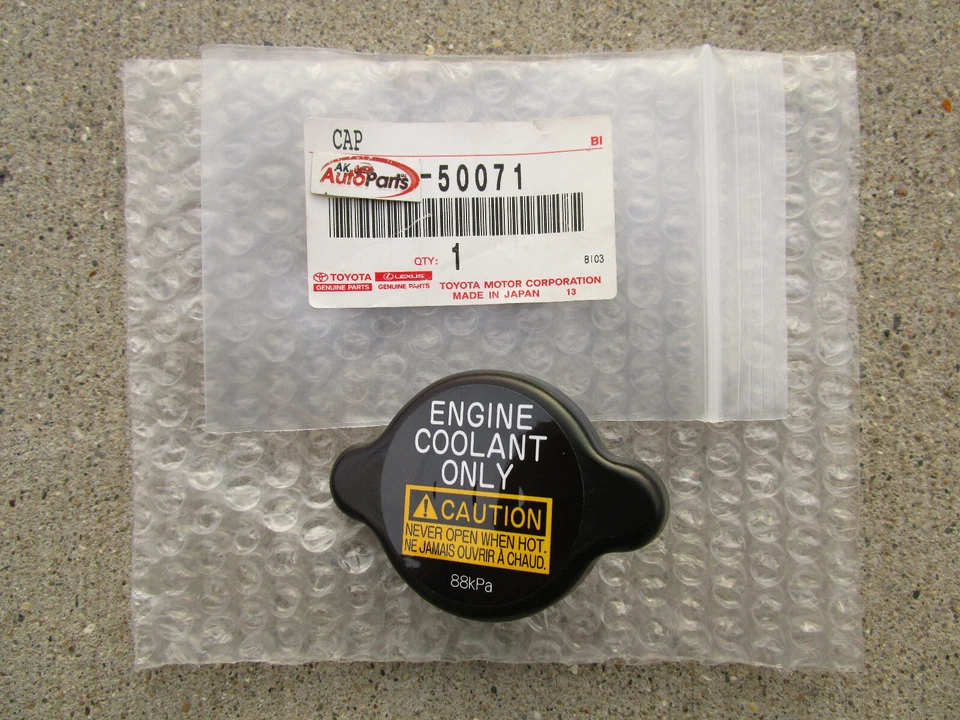 CAP
BI
AK
AutoParts
-50071
QTY: 1
8103
TOYOTA
GENUINE PARTS
LEXUS
GENUINE PARTS
TOYOTA MOTOR CORPORATION
MADE IN JAPAN 13
ENGINE
COOLANT
ONLY
CAUTION
NEVER OPEN WHEN HOT.
NE JAMAIS OUVRIR À CHAUD.
88kPa